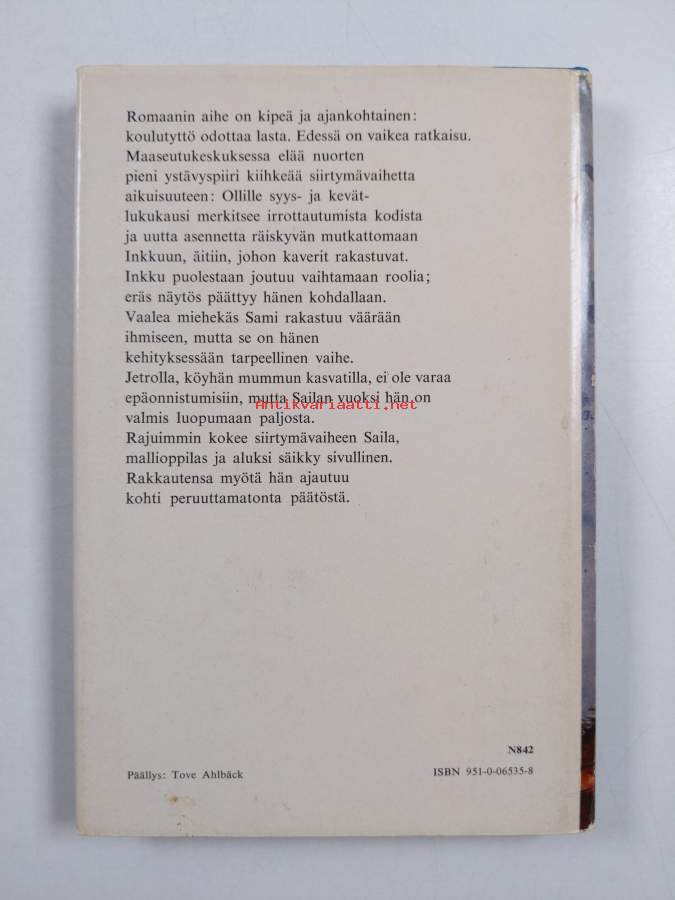 Romaanin aihe on kipeä ja ajankohtainen:
koulutyttö odottaa lasta. Edessä on vaikea ratkaisu.
Maaseutukeskuksessa elää nuorten
pieni ystävyspiiri kiihkeää siirtymävaihetta
aikuisuuteen: Ollille syys- ja kevät-
lukukausi merkitsee irrottautumista kodista
ja uutta asennetta räiskyvän mutkattomaan
Inkkuun, äitiin, johon kaverit rakastuvat.
Inkku puolestaan joutuu vaihtamaan roolia;
eräs näytös päättyy hänen kohdallaan.
Vaalea miehekäs Sami rakastuu väärään
ihmiseen, mutta se on hänen
kehityksessään tarpeellinen vaihe.
Jetrolla, köyhän mummun kasvatilla, ei ole varaa
epäonnistumisiin, mutta Sailan vuoksi hän on
Antikvariaatti.net
valmis luopumaan paljosta.
Rajuimmin kokee siirtymävaiheen Saila,
mallioppilas ja aluksi säikky sivullinen.
Rakkautensa myötä hän ajautuu
kohti peruuttamatonta päätöstä.
N842
Päällys: Tove Ahlbäck
ISBN 951-0-06535-8